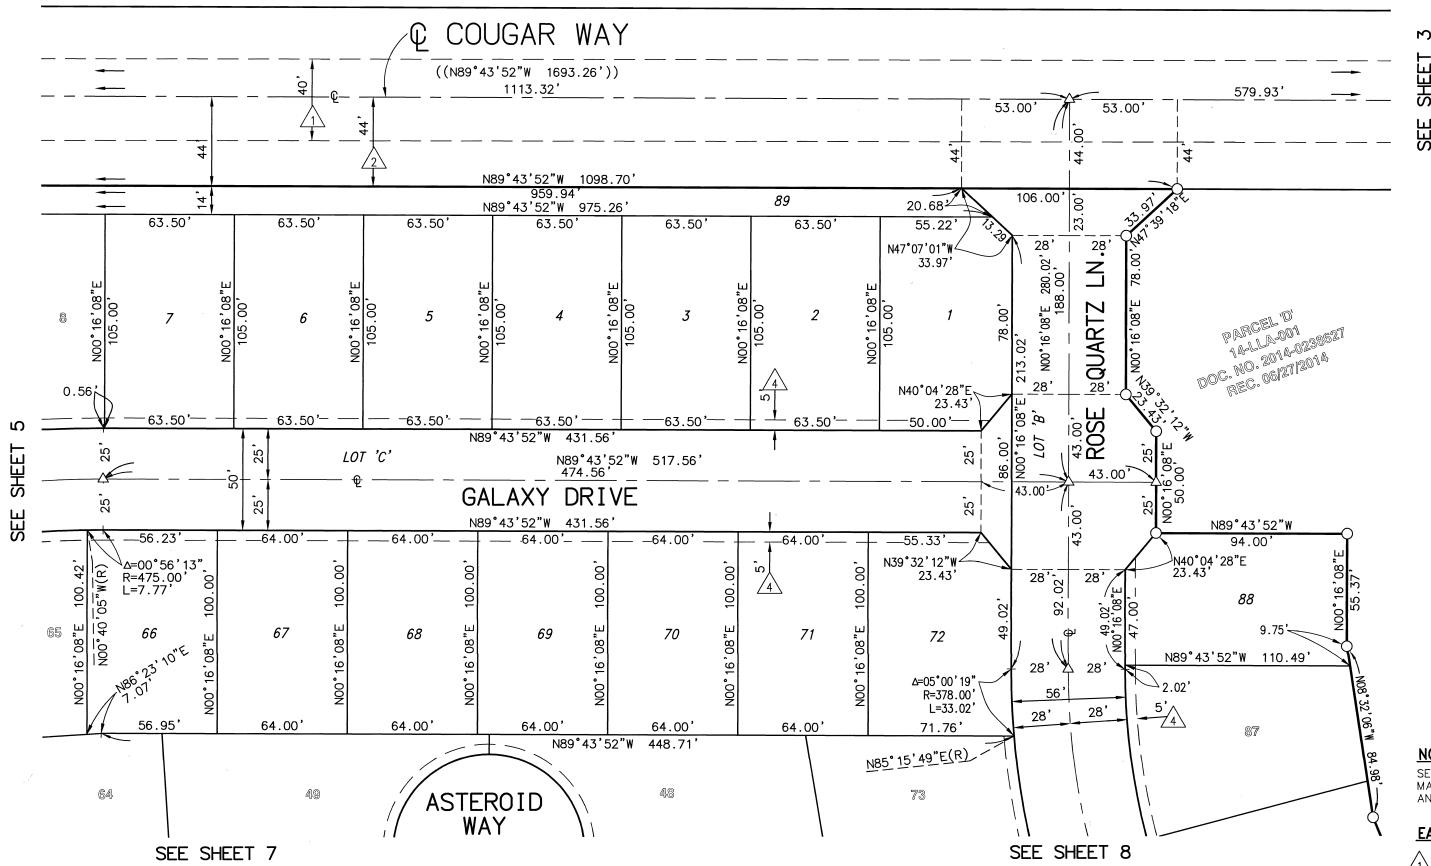 ℄ COUGAR WAY
((N89°43'52"W 1693.26'))
1113.32'
579.93'
SEE SHEET 3
40'
℄
1
44'
44'
2
53.00'
53.00'
44'
44.00'
44'
N89°43'52"W 1098.70'
959.94'
N89°43'52"W 975.26'
14'
89
20.68'
106.00'
23.00'
33.97'
N47°39'18"E
63.50'
63.50'
63.50'
63.50'
63.50'
63.50'
55.22'
13.29'
N47°07'01"W
33.97'
28'
28'
8
N00°16'08"E
105.00'
7
N00°16'08"E
105.00'
6
N00°16'08"E
105.00'
5
N00°16'08"E
105.00'
4
N00°16'08"E
105.00'
3
N00°16'08"E
105.00'
2
N00°16'08"E
105.00'
1
78.00'
213.02'
N00°16'08"E 280.02'
188.00'
ROSE QUARTZ LN.
N00°16'08"E 78.00'
PARCEL 'D'
14-LLA-001
DOC. NO. 2014-0238527
REC. 06/27/2014
0.56'
5'
4
N40°04'28"E
23.43'
28'
28'
N39°32'12"W
23.43'
63.50'
63.50'
63.50'
63.50'
63.50'
63.50'
50.00'
N89°43'52"W 431.56'
SEE SHEET 5
25'
25'
50'
25'
25'
LOT 'C'
N89°43'52"W 517.56'
474.56'
℄
GALAXY DRIVE
N89°43'52"W 431.56'
25'
25'
43.00'
86.00'
N00°16'08"E
LOT 'B'
43.00'
43.00'
43.00'
25'
25'
N00°16'08"E
50.00'
56.23'
64.00'
64.00'
64.00'
64.00'
64.00'
55.33'
N39°32'12"W
23.43'
28'
28'
N89°43'52"W
94.00'
N40°04'28"E
23.43'
Δ=00°56'13"
R=475.00'
L=7.77'
5'
4
65
N00°16'08"E 100.42'
N00°40'05"W(R)
66
N00°16'08"E 100.00'
67
N00°16'08"E 100.00'
68
N00°16'08"E 100.00'
69
N00°16'08"E 100.00'
70
N00°16'08"E 100.00'
71
N00°16'08"E 100.00'
72
49.02'
92.02'
℄
49.02'
N00°16'08"E
47.00'
88
N00°16'08"E
55.37'
9.75'
N86°23'10"E
7.07'
28'
28'
N89°43'52"W 110.49'
Δ=05°00'19"
R=378.00'
L=33.02'
56'
2.02'
28'
28'
5'
4
N08°32'06"W 84.98'
56.95'
64.00'
64.00'
64.00'
64.00'
64.00'
71.76'
N89°43'52"W 448.71'
N85°15'49"E(R)
87
64
49
ASTEROID
WAY
48
73
SEE SHEET 7
SEE SHEET 8
1